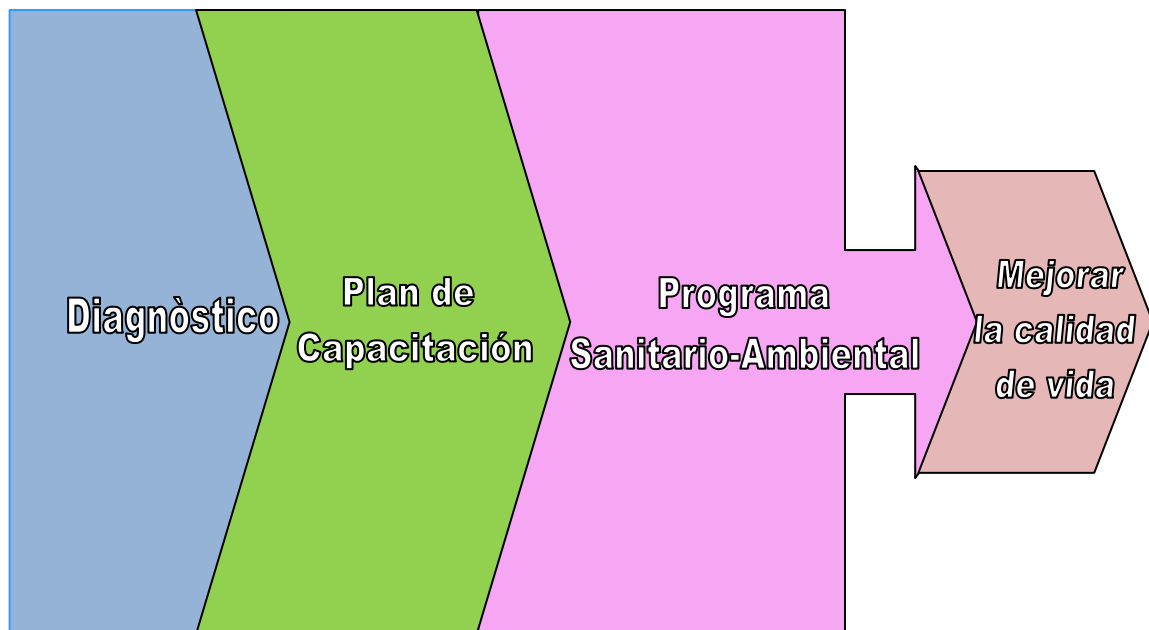 Diagnòstico
Plan de
Capacitación
Programa
Sanitario-Ambiental
Mejorar
la calidad
de vida